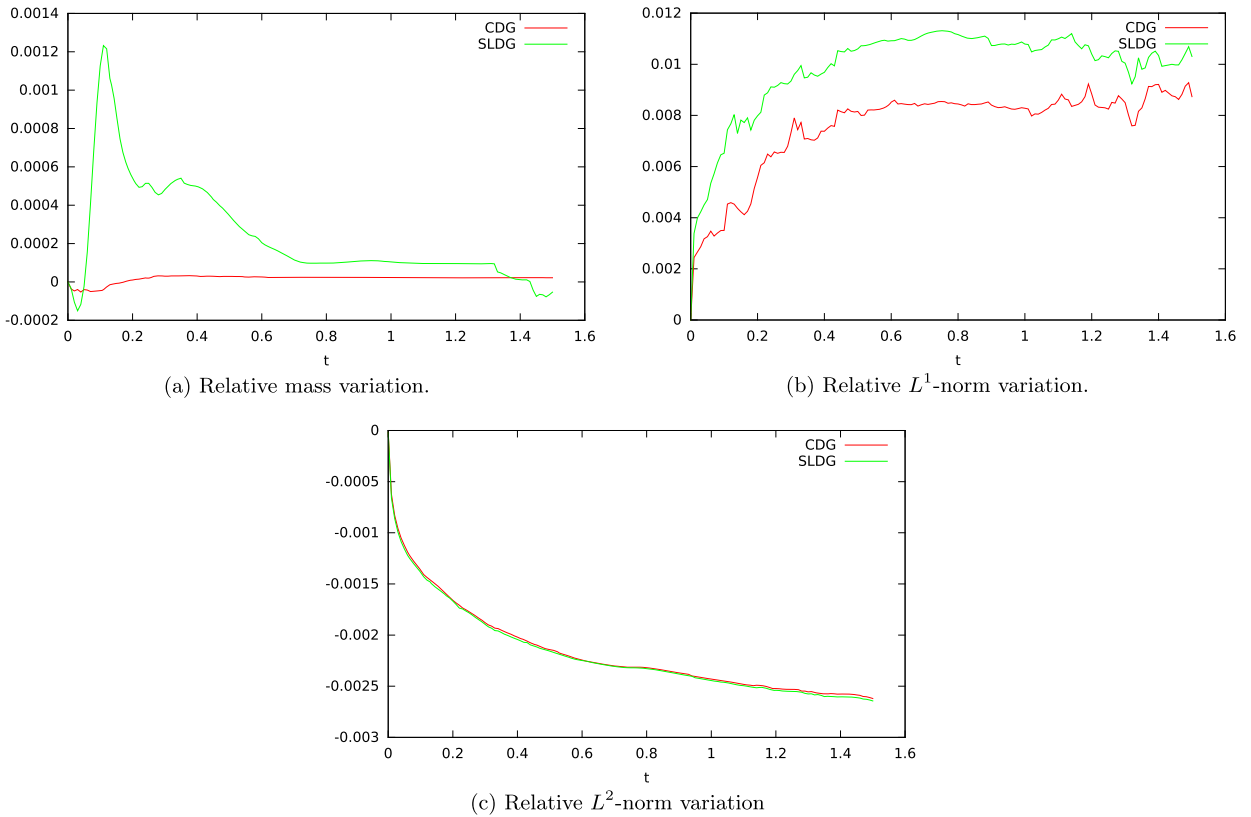 0.0014
0.0012
0.001
0.0008
0.0006
0.0004
0.0002
0
-0.0002
0 0.2 0.4 0.6 0.8 1 1.2 1.4 1.6
t
CDG
SLDG
(a) Relative mass variation.
0.012
0.01
0.008
0.006
0.004
0.002
0
0 0.2 0.4 0.6 0.8 1 1.2 1.4 1.6
t
CDG
SLDG
(b) Relative L¹-norm variation.
0
-0.0005
-0.001
-0.0015
-0.002
-0.0025
-0.003
0 0.2 0.4 0.6 0.8 1 1.2 1.4 1.6
t
CDG
SLDG
(c) Relative L²-norm variation